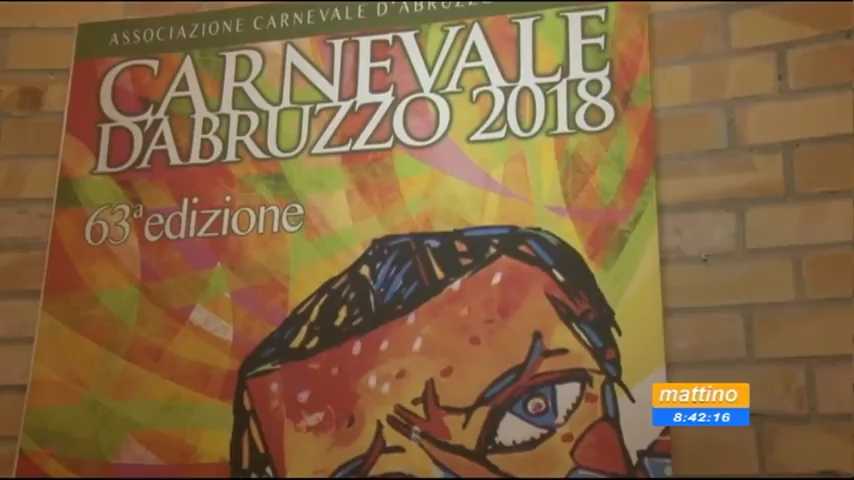 ASSOCIAZIONE CARNEVALE D'ABRUZZO
CARNEVALE
D'ABRUZZO 2018
63ª edizione
mattino
8:42:16